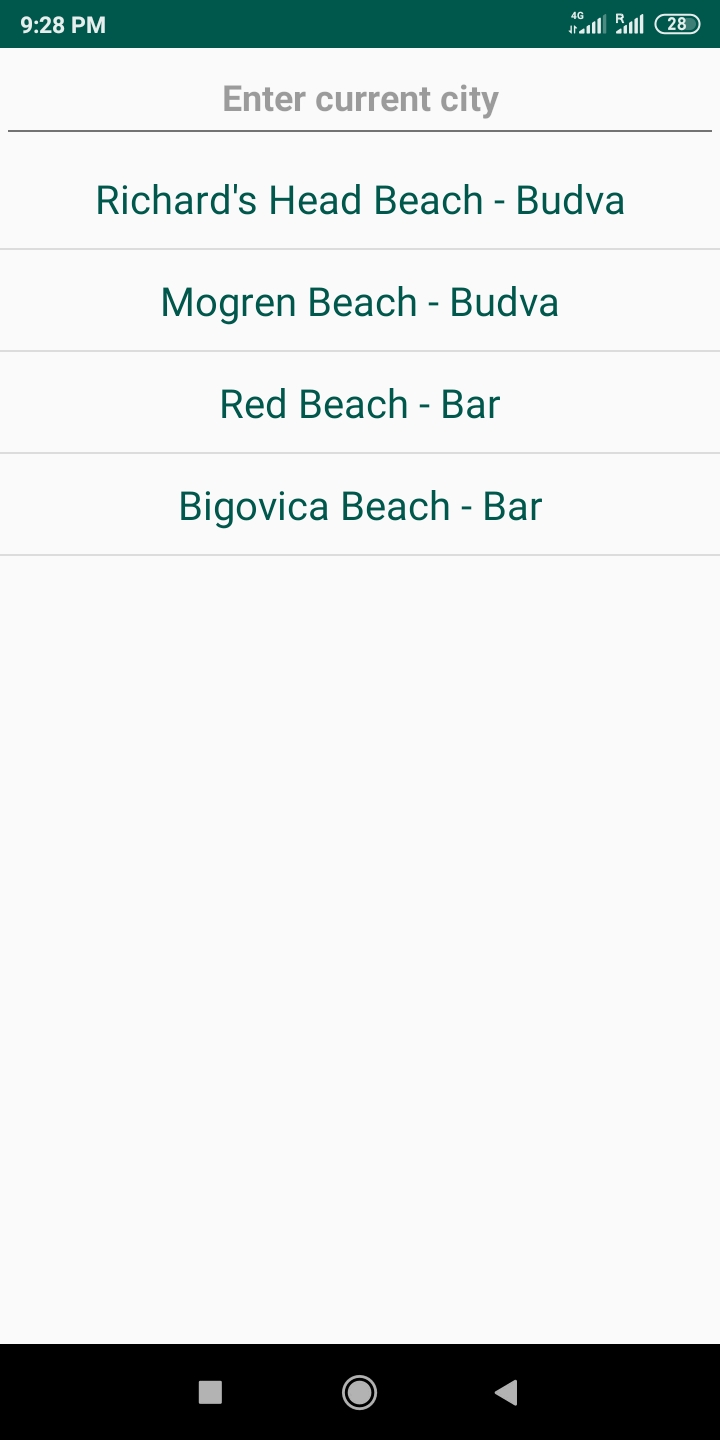 9:28 PM 4G R 28
Enter current city
Richard's Head Beach - Budva
Mogren Beach - Budva
Red Beach - Bar
Bigovica Beach - Bar